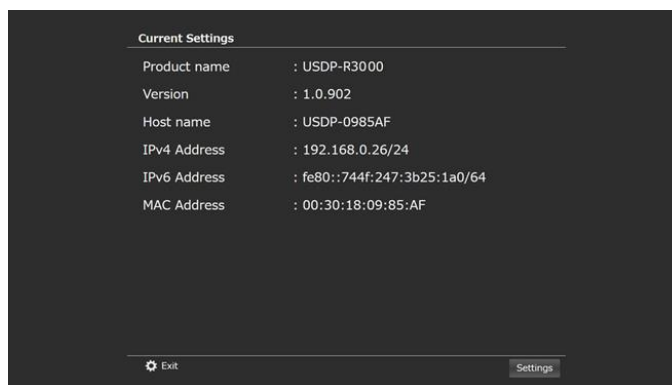 Current Settings
Product name : USDP-R3000
Version : 1.0.902
Host name : USDP-0985AF
IPv4 Address : 192.168.0.26/24
IPv6 Address : fe80::744f:247:3b25:1a0/64
MAC Address : 00:30:18:09:85:AF
Exit Settings